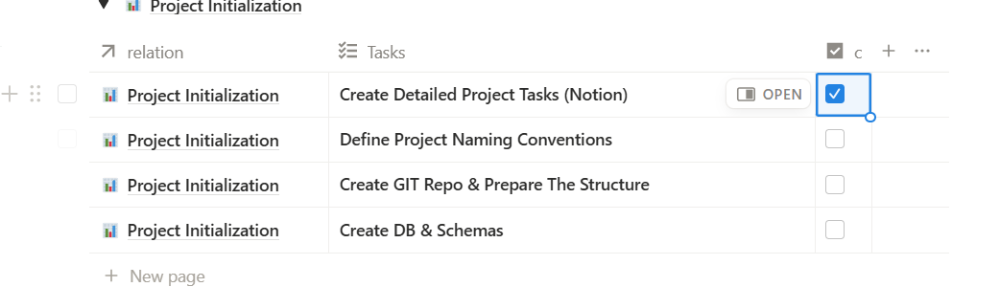 Project Initialization
relation Tasks c
Project Initialization Create Detailed Project Tasks (Notion) OPEN
Project Initialization Define Project Naming Conventions
Project Initialization Create GIT Repo & Prepare The Structure
Project Initialization Create DB & Schemas
New page